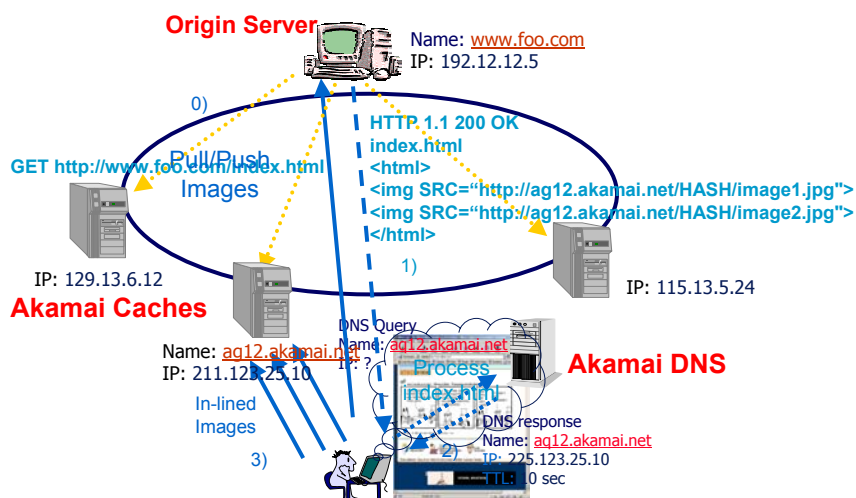 Origin Server
Name: www.foo.com
IP: 192.12.12.5
0)
HTTP 1.1 200 OK
index.html
<html>
<img SRC=“http://ag12.akamai.net/HASH/image1.jpg">
<img SRC=“http://ag12.akamai.net/HASH/image2.jpg">
</html>
GET http://www.foo.com/index.html
Pull/Push
Images
1)
IP: 129.13.6.12
Akamai Caches
IP: 115.13.5.24
Name: ag12.akamai.net
IP: 211.123.25.10
DNS Query
Name: ag12.akamai.net
IP: ?
Process
index.html
Akamai DNS
In-lined
Images
3)
2)
DNS response
Name: ag12.akamai.net
IP: 225.123.25.10
TTL: 10 sec